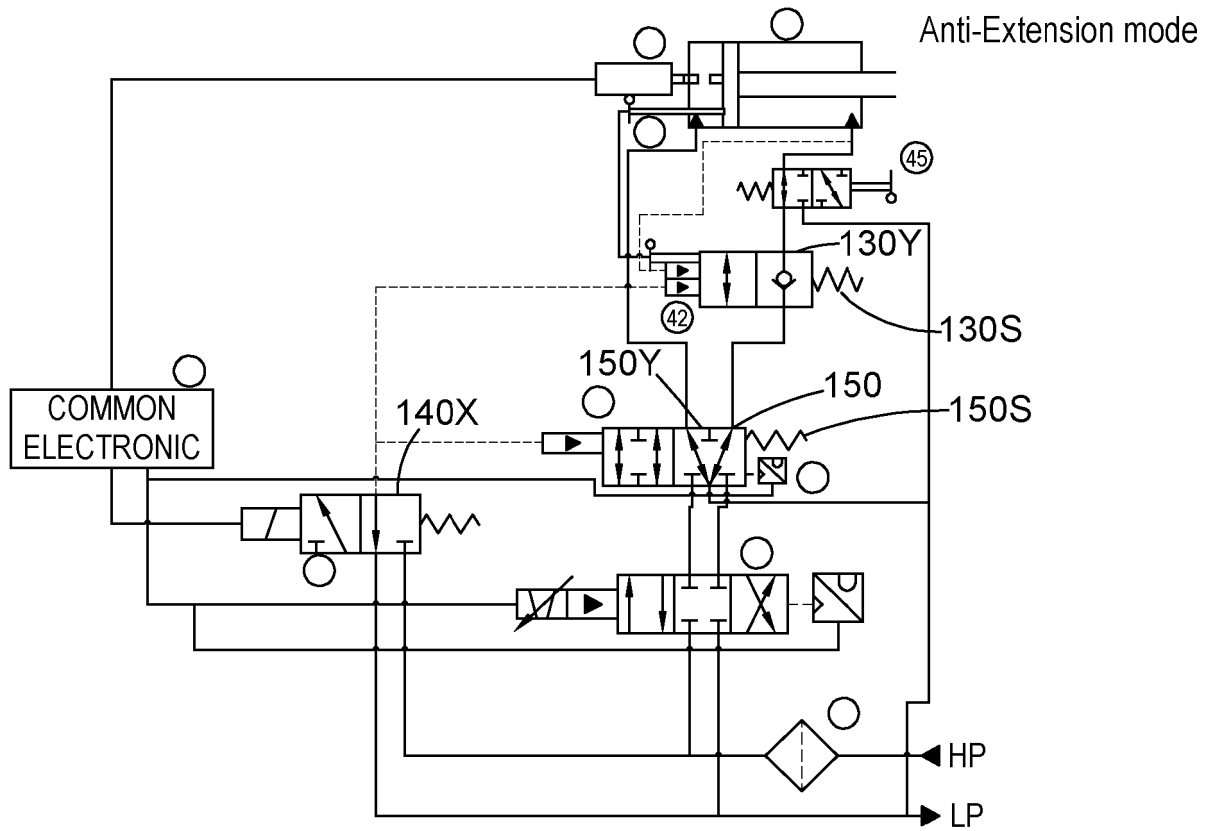 Anti-Extension mode
45
130Y
42
130S
150Y
150
150S
COMMON
ELECTRONIC
140X
HP
LP